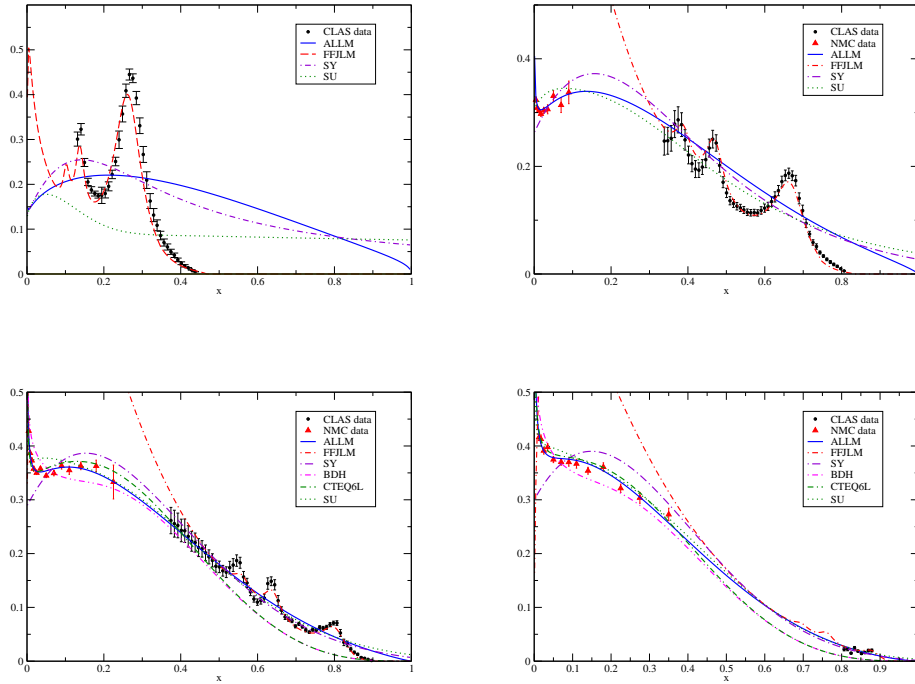 0.5
0.4
0.3
0.2
0.1
0
0 0.2 0.4 0.6 0.8 1
x
CLAS data
ALLM
FFJLM
SY
SU
0.4
0.2
0
0 0.2 0.4 0.6 0.8
x
CLAS data
NMC data
ALLM
FFJLM
SY
SU
0.5
0.4
0.3
0.2
0.1
0
0 0.2 0.4 0.6 0.8 1
x
CLAS data
NMC data
ALLM
FFJLM
SY
BDH
CTEQ6L
SU
0.5
0.4
0.3
0.2
0.1
0
0 0.1 0.2 0.3 0.4 0.5 0.6 0.7 0.8 0.9 1
x
CLAS data
NMC data
ALLM
FFJLM
SY
BDH
CTEQ6L
SU